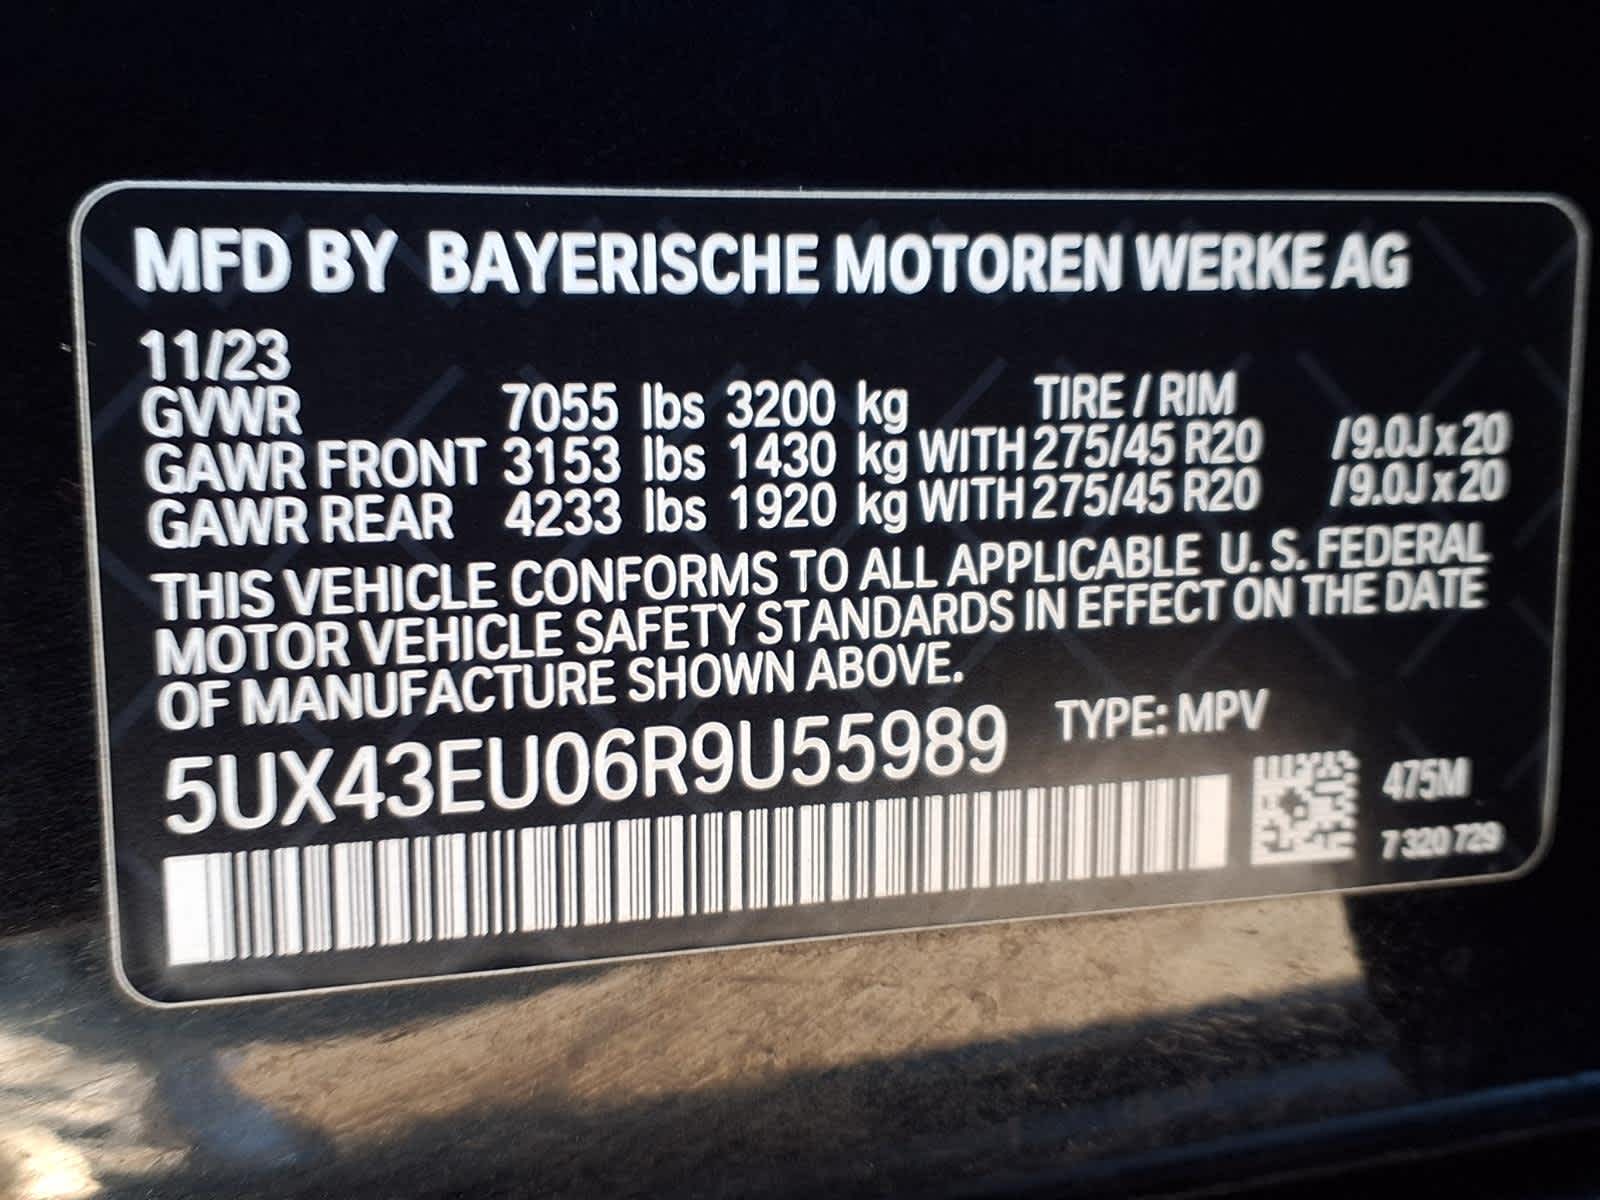 MFD BY BAYERISCHE MOTOREN WERKE AG
11/23
GVWR 7055 lbs 3200 kg TIRE / RIM
GAWR FRONT 3153 lbs 1430 kg WITH 275/45 R20 /9.0J x 20
GAWR REAR 4233 lbs 1920 kg WITH 275/45 R20 /9.0J x 20
THIS VEHICLE CONFORMS TO ALL APPLICABLE U. S. FEDERAL
MOTOR VEHICLE SAFETY STANDARDS IN EFFECT ON THE DATE
OF MANUFACTURE SHOWN ABOVE.
5UX43EU06R9U55989 TYPE: MPV
475M
7 320 729